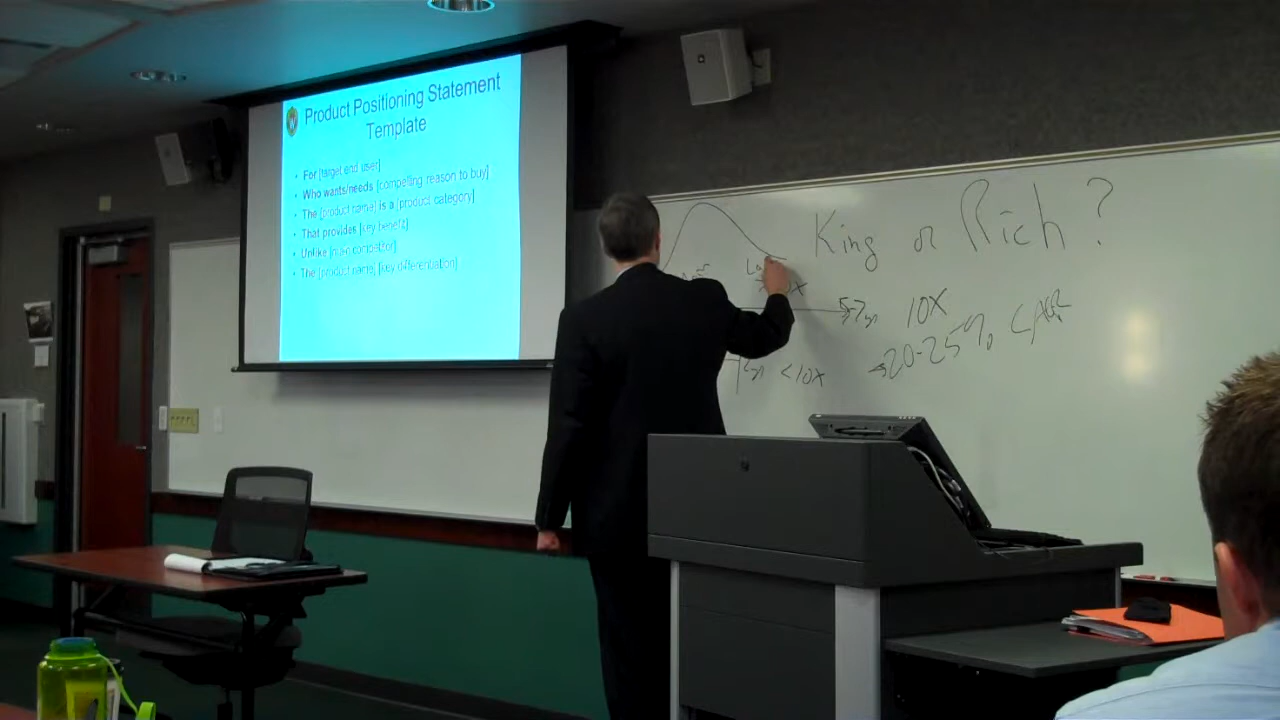 Product Positioning Statement
Template
• For [target end user]
• Who wants/needs [compelling reason to buy]
• The [product name] is a [product category]
• That provides [key benefit]
• Unlike [main competitor]
• The [product name] [key differentiation]
King or Rich?
5-7yr 10X
20-25%
<10X